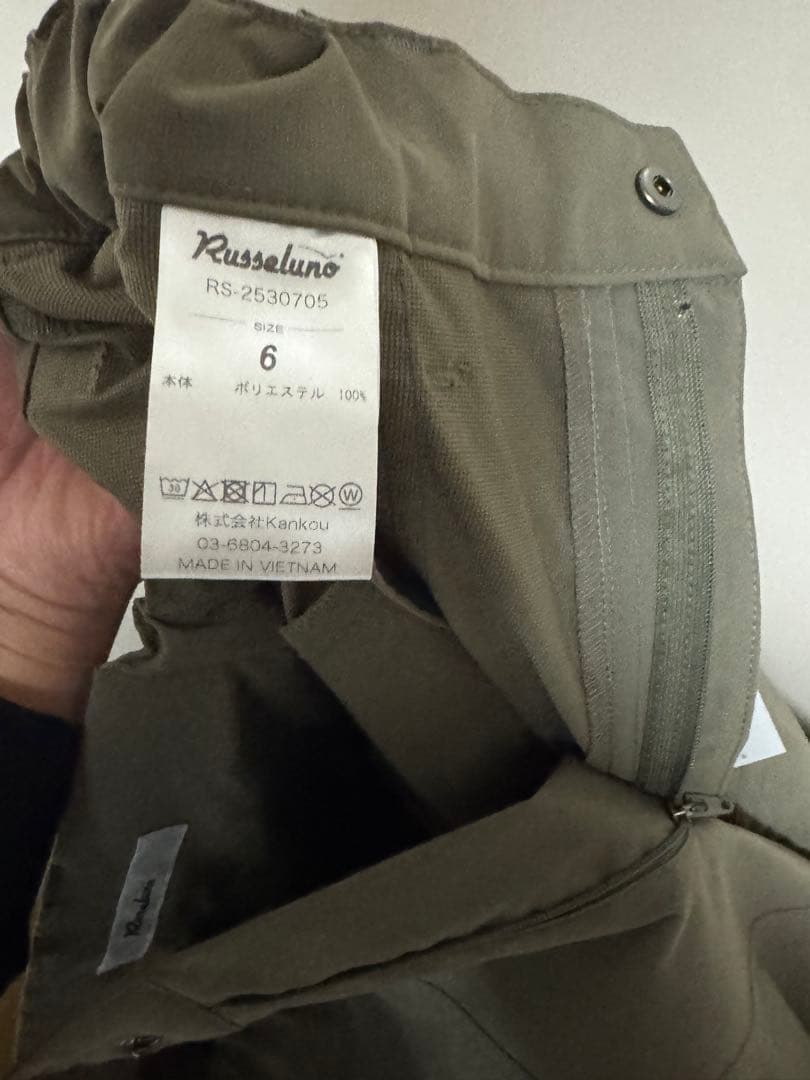 Russeluno
RS-2530705
SIZE
6
本体 ポリエステル 100%
30 W
株式会社Kankou
03-6804-3273
MADE IN VIETNAM